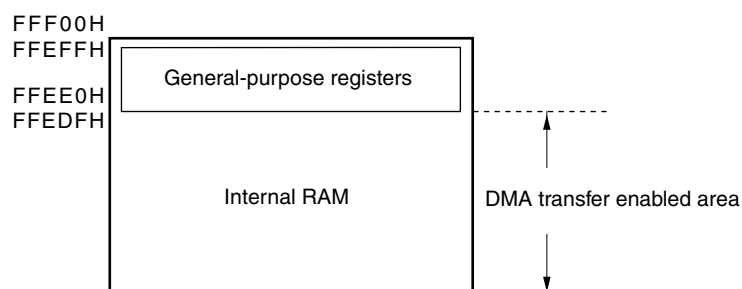 FFF00H
FFEFFH
General-purpose registers
FFEE0H
FFEDFH
Internal RAM
DMA transfer enabled area